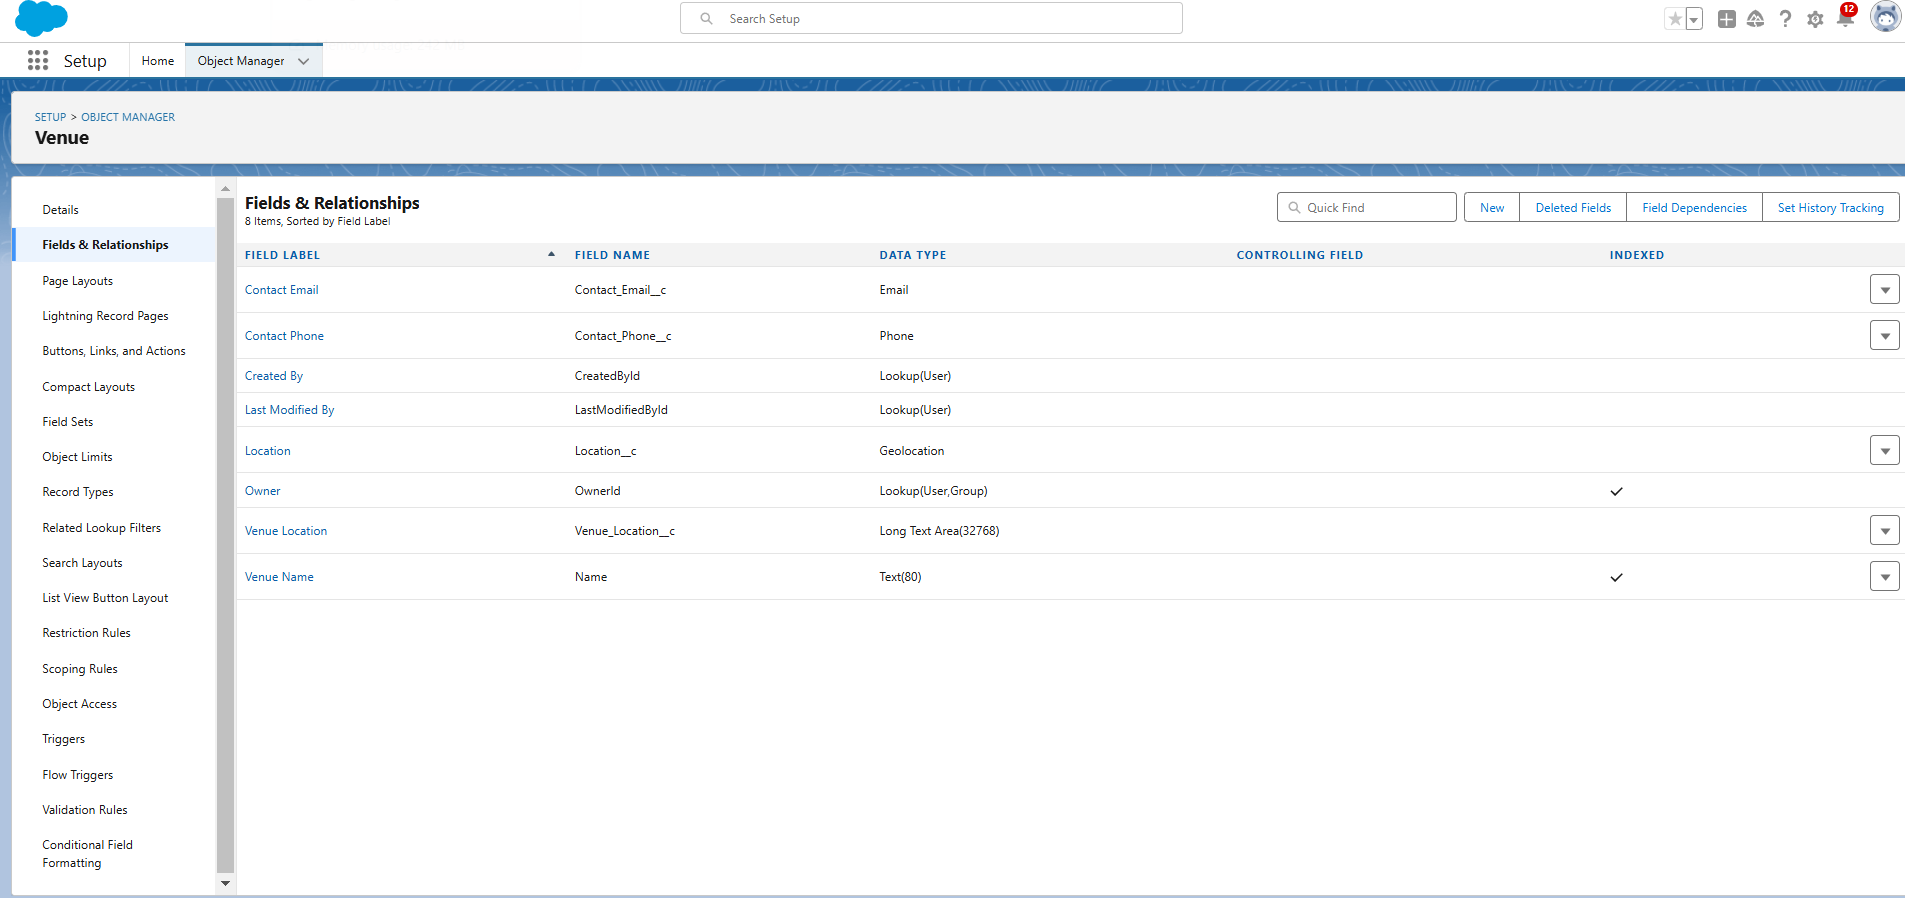 Search Setup
12
Setup
Home
Object Manager
SETUP > OBJECT MANAGER
Venue
Details
Fields & Relationships
Page Layouts
Lightning Record Pages
Buttons, Links, and Actions
Compact Layouts
Field Sets
Object Limits
Record Types
Related Lookup Filters
Search Layouts
List View Button Layout
Restriction Rules
Scoping Rules
Object Access
Triggers
Flow Triggers
Validation Rules
Conditional Field
Formatting
Fields & Relationships
8 Items, Sorted by Field Label
Quick Find
New
Deleted Fields
Field Dependencies
Set History Tracking
FIELD LABEL FIELD NAME DATA TYPE CONTROLLING FIELD INDEXED
Contact Email Contact_Email__c Email
Contact Phone Contact_Phone__c Phone
Created By CreatedById Lookup(User)
Last Modified By LastModifiedById Lookup(User)
Location Location__c Geolocation
Owner OwnerId Lookup(User,Group)
Venue Location Venue_Location__c Long Text Area(32768)
Venue Name Name Text(80)